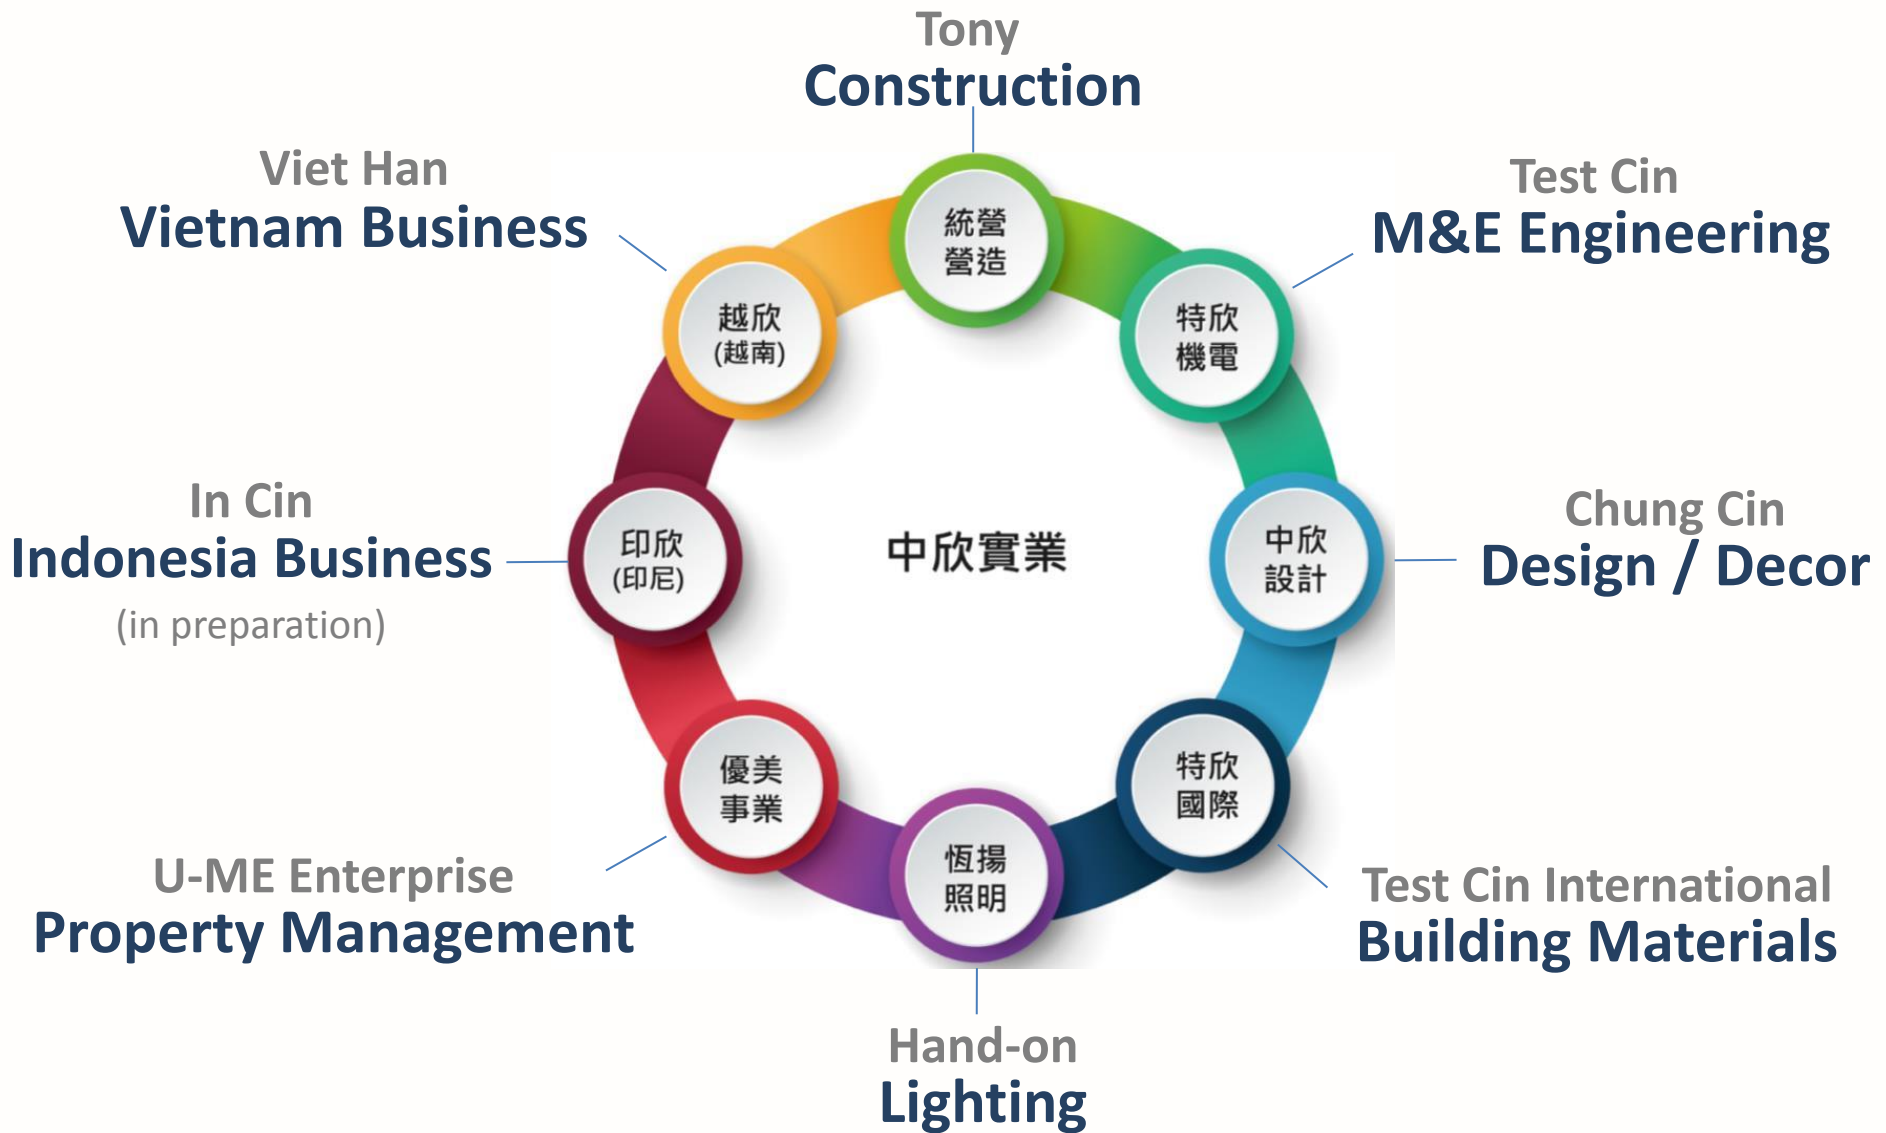 Tony
Construction
Viet Han
Vietnam Business
Test Cin
M&E Engineering
統營
營造
越欣
(越南)
特欣
機電
In Cin
Indonesia Business
(in preparation)
印欣
(印尼)
中欣實業
中欣
設計
Chung Cin
Design / Decor
優美
事業
特欣
國際
恆揚
照明
U-ME Enterprise
Property Management
Test Cin International
Building Materials
Hand-on
Lighting